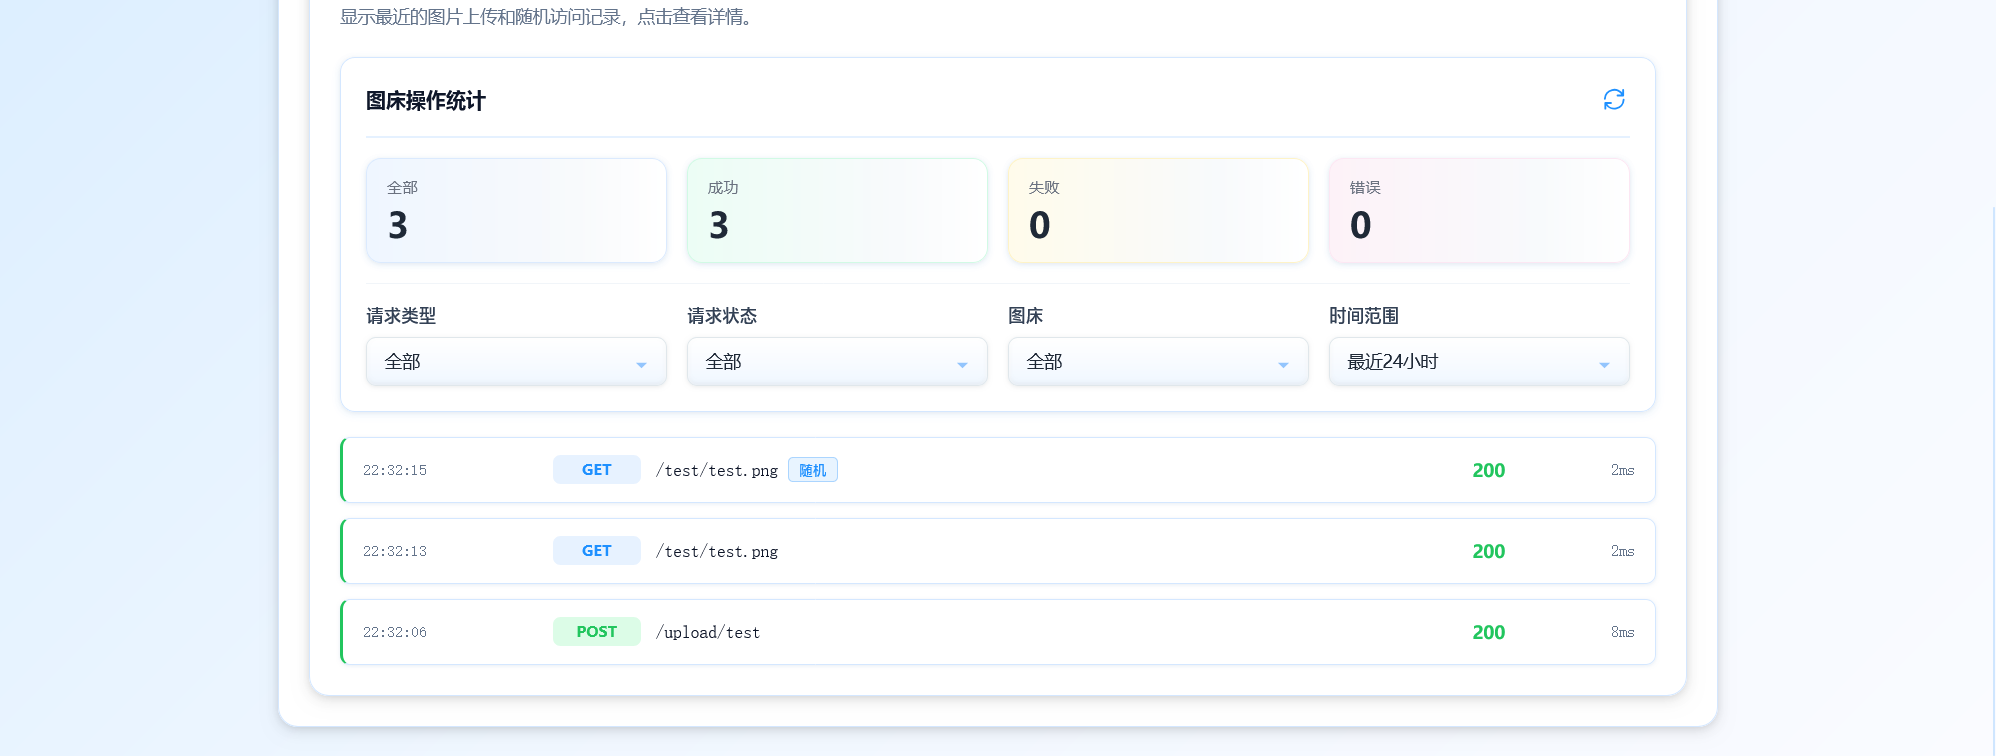 显示最近的图片上传和随机访问记录，点击查看详情。
图床操作统计
全部
3
成功
3
失败
0
错误
0
请求类型
全部
请求状态
全部
图床
全部
时间范围
最近24小时
22:32:15 GET /test/test.png 随机 200 2ms
22:32:13 GET /test/test.png 200 2ms
22:32:06 POST /upload/test 200 8ms